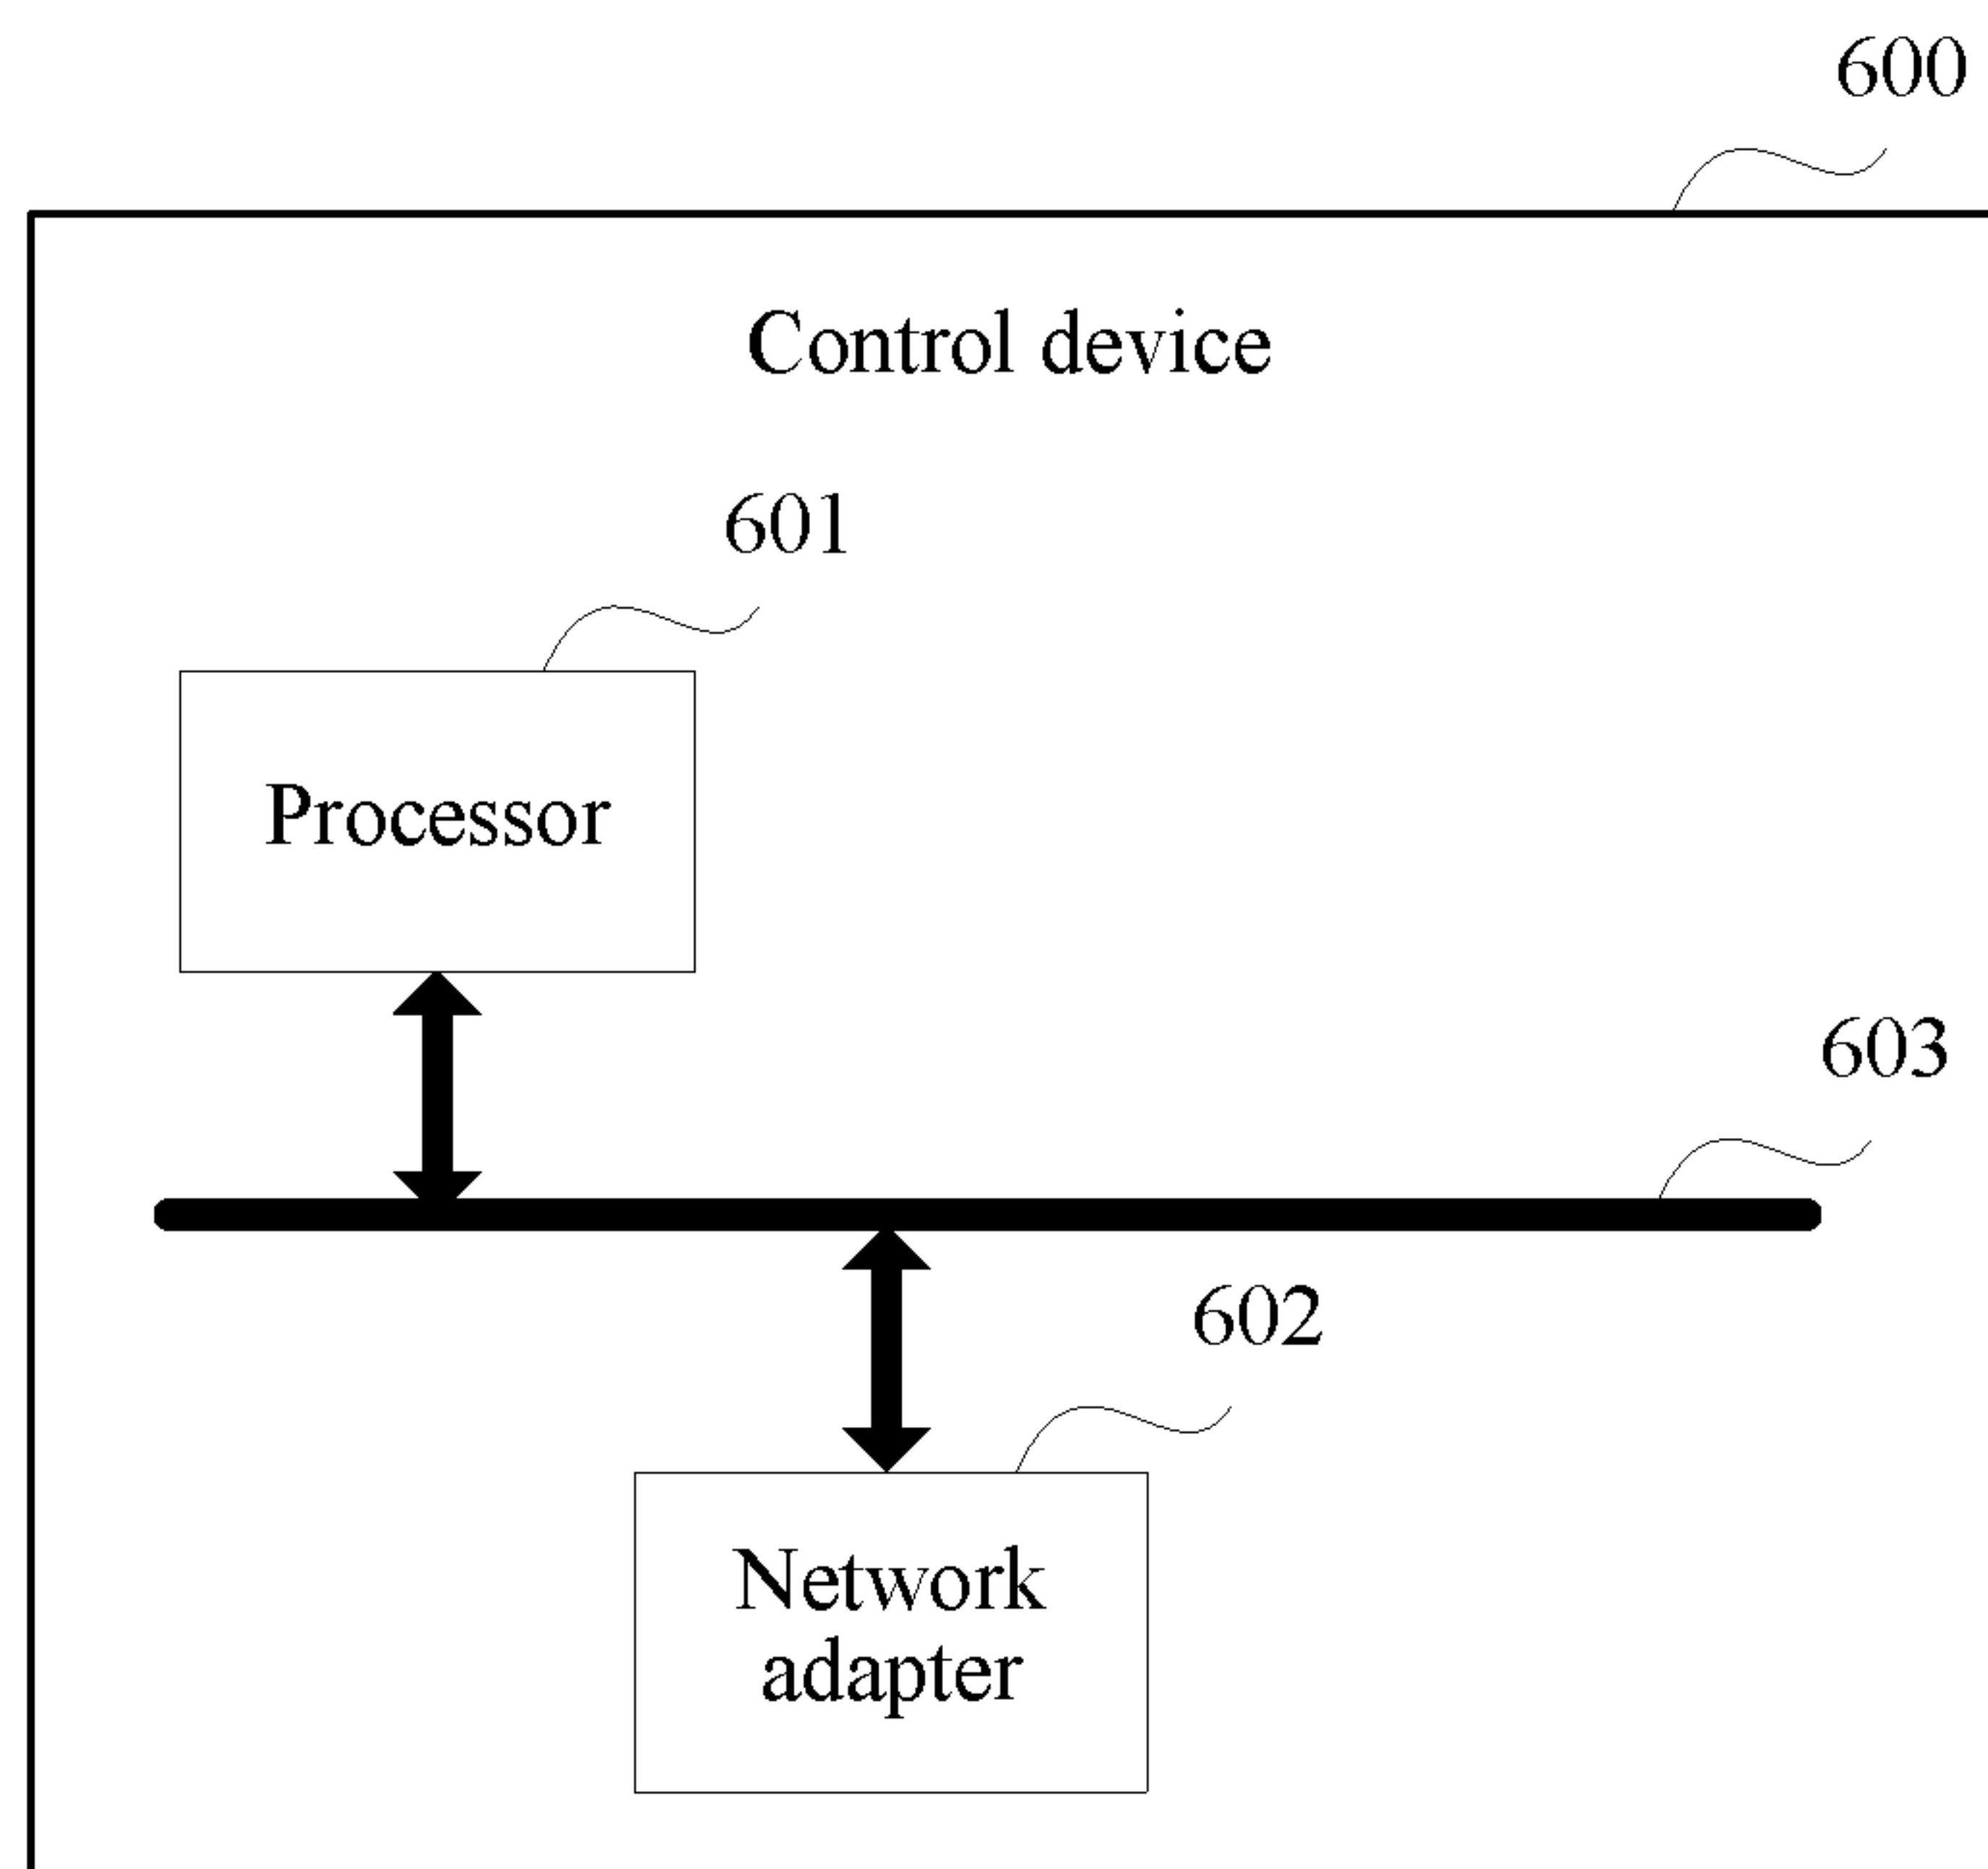 600
Control device
601
Processor
603
602
Network
adapter